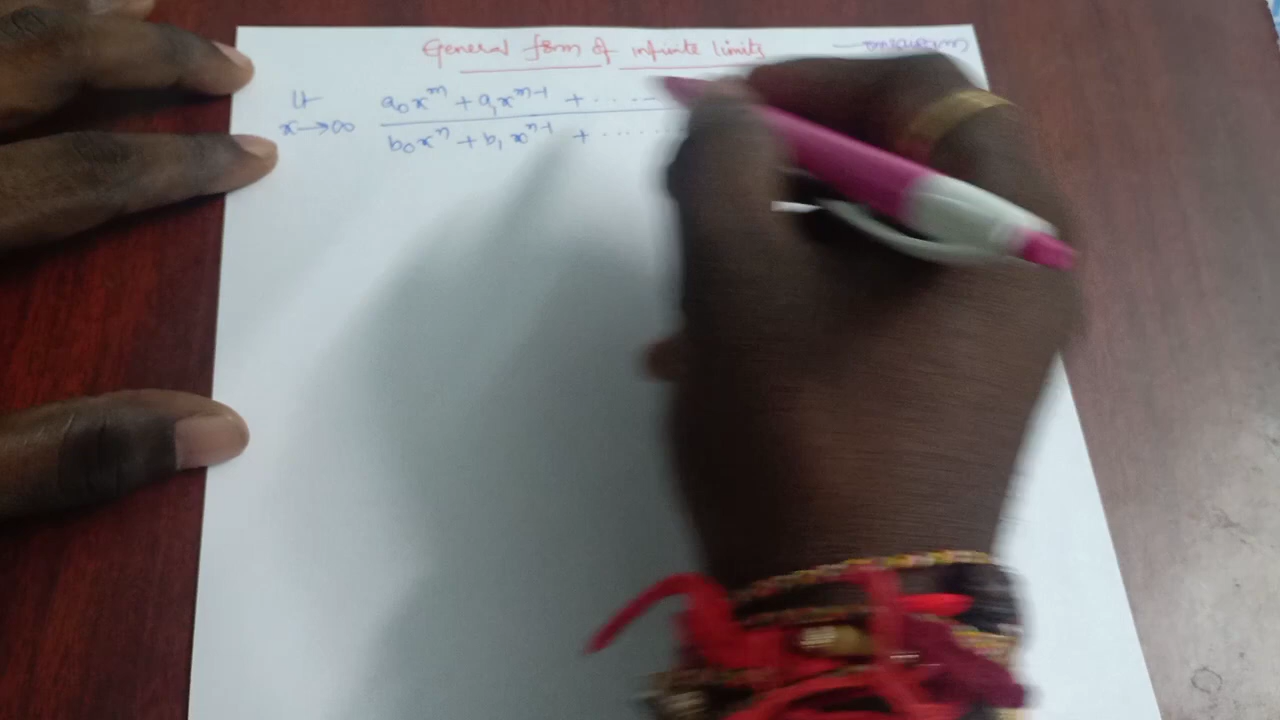 General form of infinite limits
lt a₀xᵐ + a₁xᵐ⁻¹ + ......
x→∞ b₀xⁿ + b₁xⁿ⁻¹ + ......